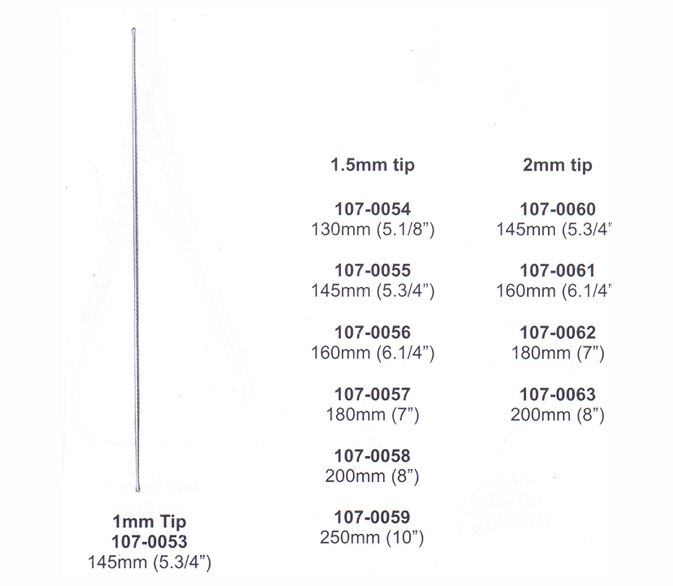 1.5mm tip
107-0054
130mm (5.1/8”)
107-0055
145mm (5.3/4”)
107-0056
160mm (6.1/4”)
107-0057
180mm (7”)
107-0058
200mm (8”)
107-0059
250mm (10”)
2mm tip
107-0060
145mm (5.3/4”
107-0061
160mm (6.1/4”
107-0062
180mm (7”)
107-0063
200mm (8”)
1mm Tip
107-0053
145mm (5.3/4”)